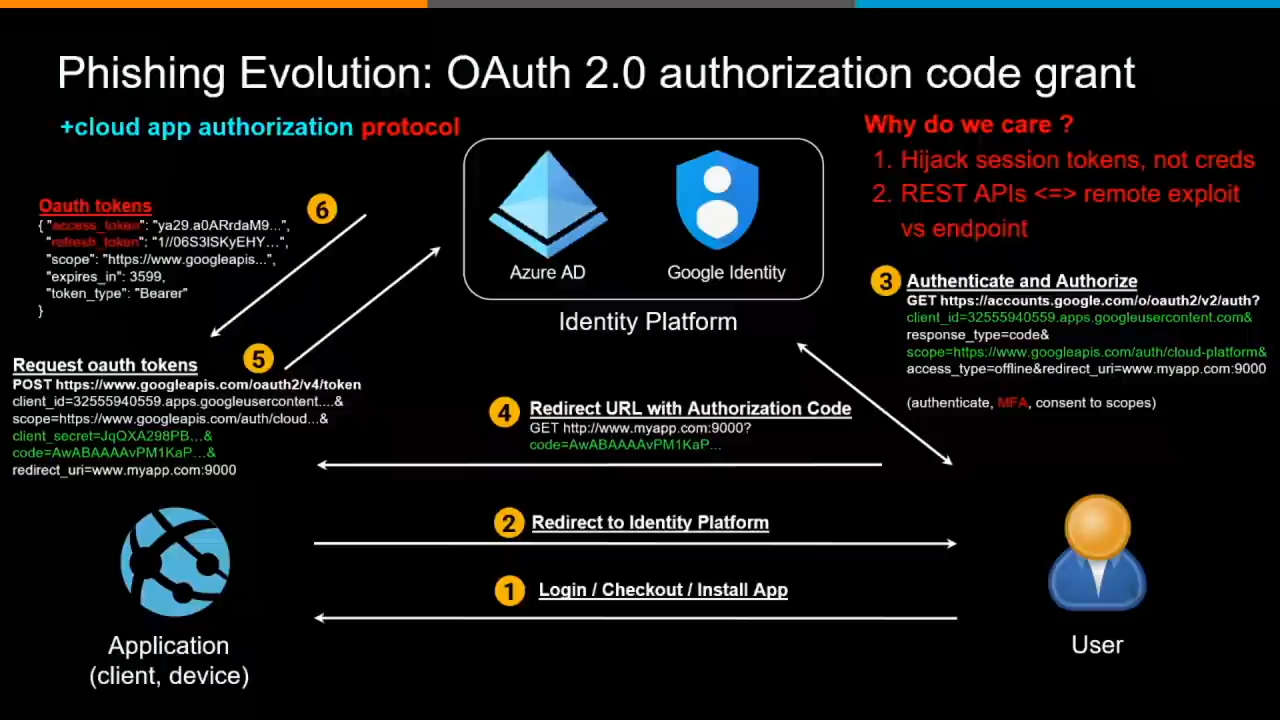 Phishing Evolution: OAuth 2.0 authorization code grant
+cloud app authorization protocol
Why do we care ?
1. Hijack session tokens, not creds
2. REST APIs <=> remote exploit
vs endpoint
Azure AD
Google Identity
Identity Platform
6
Oauth tokens
{ "access_token": "ya29.a0ARrdaM9...",
"refresh_token": "1//06S3ISKyEHY…",
"scope": "https://www.googleapis...",
"expires_in": 3599,
"token_type": "Bearer"
}
5
Request oauth tokens
POST https://www.googleapis.com/oauth2/v4/token
client_id=32555940559.apps.googleusercontent....&
scope=https://www.googleapis.com/auth/cloud...&
client_secret=JqQXA298PB…&
code=AwABAAAAvPM1KaP…&
redirect_uri=www.myapp.com:9000
3
Authenticate and Authorize
GET https://accounts.google.com/o/oauth2/v2/auth?
client_id=32555940559.apps.googleusercontent.com&
response_type=code&
scope=https://www.googleapis.com/auth/cloud-platform&
access_type=offline&redirect_uri=www.myapp.com:9000
(authenticate, MFA, consent to scopes)
4
Redirect URL with Authorization Code
GET http://www.myapp.com:9000?
code=AwABAAAAvPM1KaP…
2
Redirect to Identity Platform
1
Login / Checkout / Install App
Application
(client, device)
User